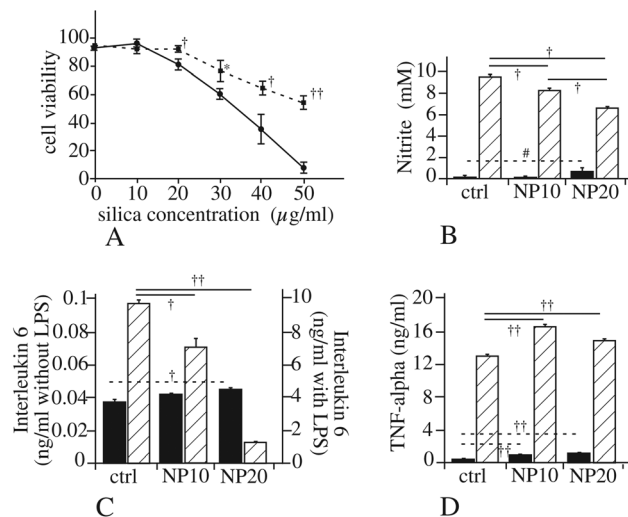 100
80
60
40
20
0
cell viability
†
*
†
††
0 10 20 30 40 50
silica concentration (μg/ml)
A
10
8
6
4
2
0
Nitrite (mM)
†
†
†
#
ctrl NP10 NP20
B
0.1
0.08
0.06
0.04
0.02
0
Interleukin 6
(ng/ml without LPS)
††
†
†
10
8
6
4
2
0
Interleukin 6
(ng/ml with LPS)
ctrl NP10 NP20
C
20
16
12
8
4
0
TNF-alpha (ng/ml)
††
††
††
††
ctrl NP10 NP20
D